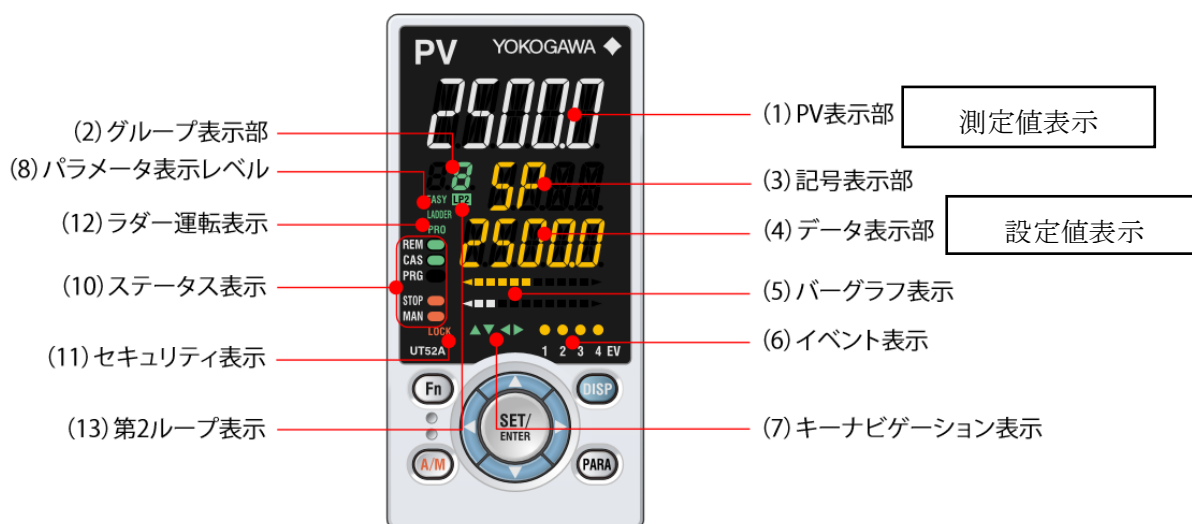 PV YOKOGAWA
2500.0
(1) PV表示部
測定値表示
(2) グループ表示部
8
SP
(3) 記号表示部
(8) パラメータ表示レベル
EASY LP2
LADDER
PRO
(12) ラダー運転表示
2500.0
(4) データ表示部
設定値表示
REM
CAS
PRG
STOP
MAN
(10) ステータス表示
(5) バーグラフ表示
LOCK
(11) セキュリティ表示
UT52A
1 2 3 4 EV
(6) イベント表示
Fn
DISP
SET/
ENTER
(13) 第2ループ表示
(7) キーナビゲーション表示
A/M
PARA